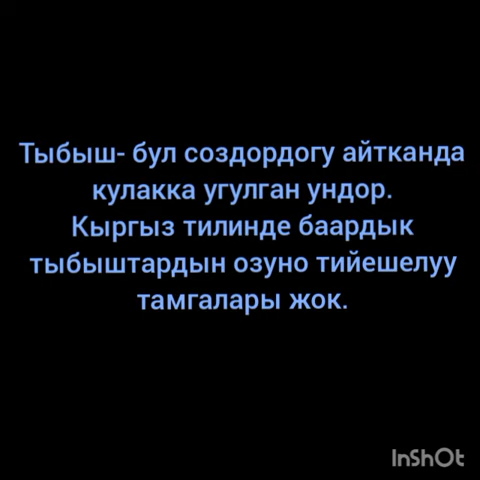 Тыбыш- бул создордогу айтканда
кулакка угулган ундор.
Кыргыз тилинде баардык
тыбыштардын озуно тийешелуу
тамгалары жок.
InShOt